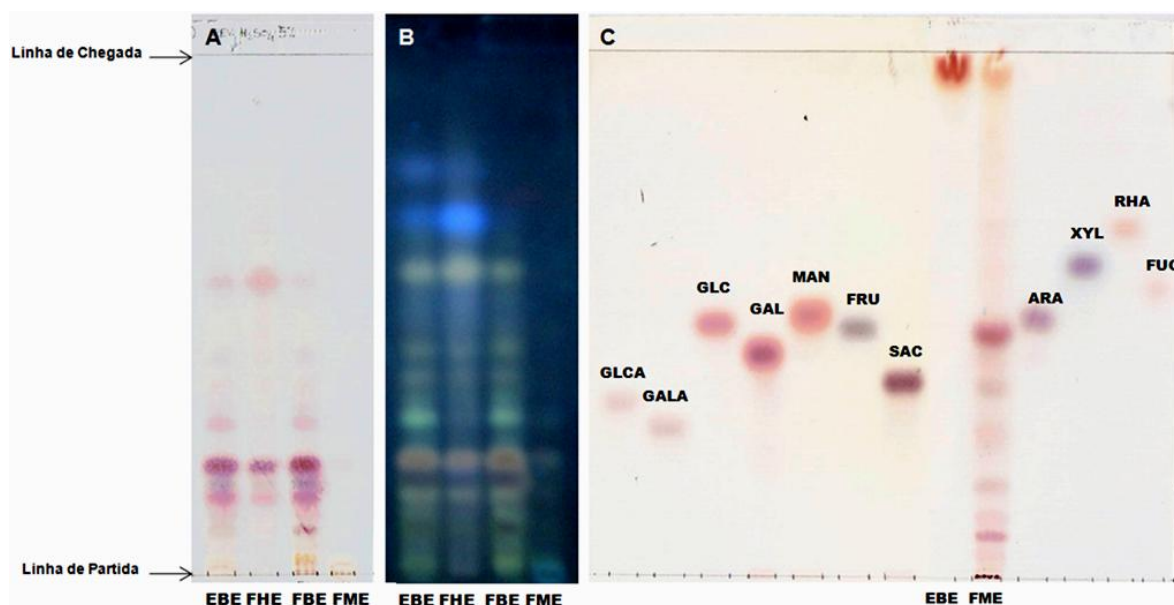 A
B
C
Linha de Chegada
RHA
XYL
FUC
GLC
MAN
GAL
FRU
ARA
SAC
GLCA
GALA
Linha de Partida
EBE FHE FBE FME
EBE FHE FBE FME
EBE FME